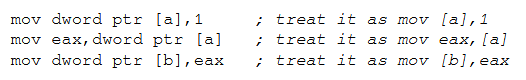 mov dword ptr [a],1 ; treat it as mov [a],1
mov eax,dword ptr [a] ; treat it as mov eax,[a]
mov dword ptr [b],eax ; treat it as mov [b],eax